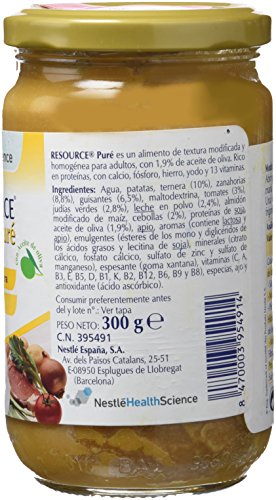 Science
RESOURCE® Puré es un alimento de textura modificada y
homogénea para adultos, con 1,9% de aceite de oliva. Rico
en proteínas, con calcio, fósforo, hierro, yodo y 13 vitaminas.
Ingredientes: Agua, patatas, ternera (10%), zanahorias
(8,8%), guisantes (6,5%), maltodextrina, tomates (3%),
judías verdes (2,8%), leche en polvo (2,4%), almidón
modificado de maíz, cebollas (2%), proteínas de soja,
aceite de oliva (1,9%), apio, aromas (contiene lactosa y
apio), emulgentes (ésteres de los mono y diglicéridos de
los ácidos grasos y lecitina de soja), minerales (citrato
cálcico, fosfato cálcico, sulfato de zinc y sulfato de
manganeso), espesante (goma xantana), vitaminas (C, A
B3, E, B5, D1, B1, K2, B2, B12, B6, B9 y B8), especias, ajo y
antioxidante (ácido ascórbico).
Consumir preferentemente antes
del y lote n°.: Ver tapa
PESO NETO: 300 g ℮
C.N. 395491
Nestlé España, S.A.
Av. dels Països Catalans, 25-51
E-08950 Esplugues de Llobregat
(Barcelona)
NestléHealthScience
8 470003 954914